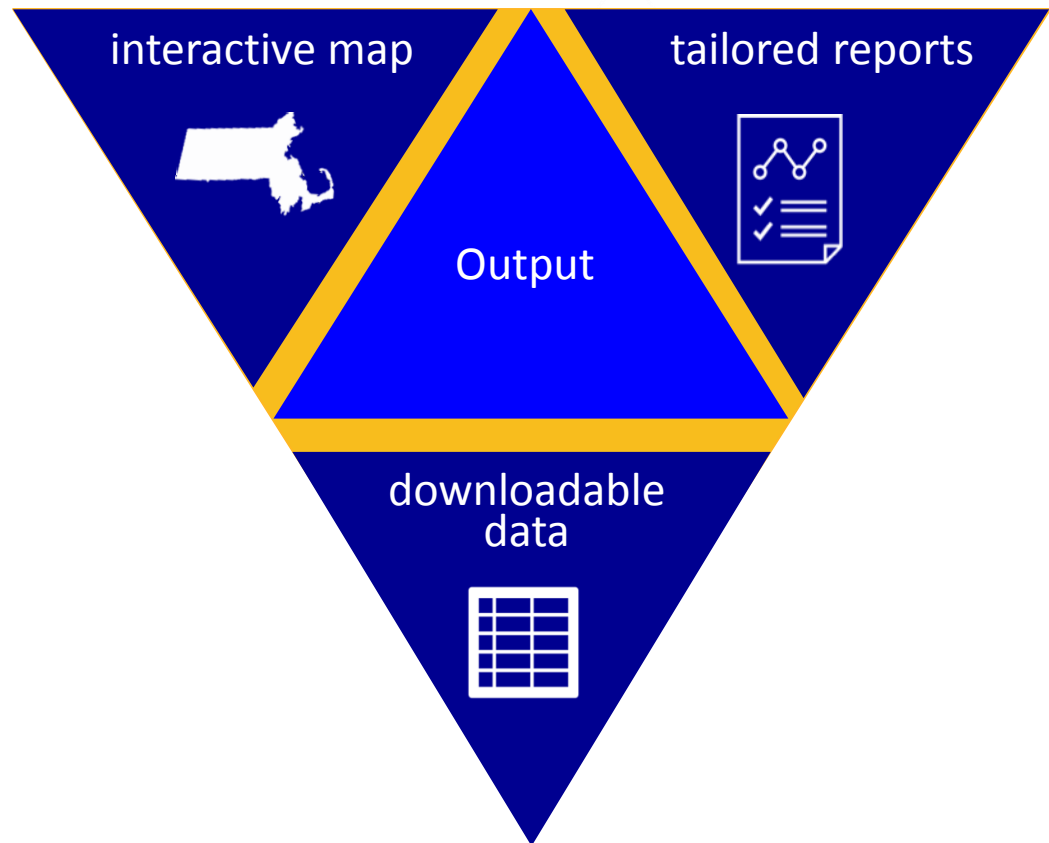 interactive map
tailored reports
Output
downloadable
data